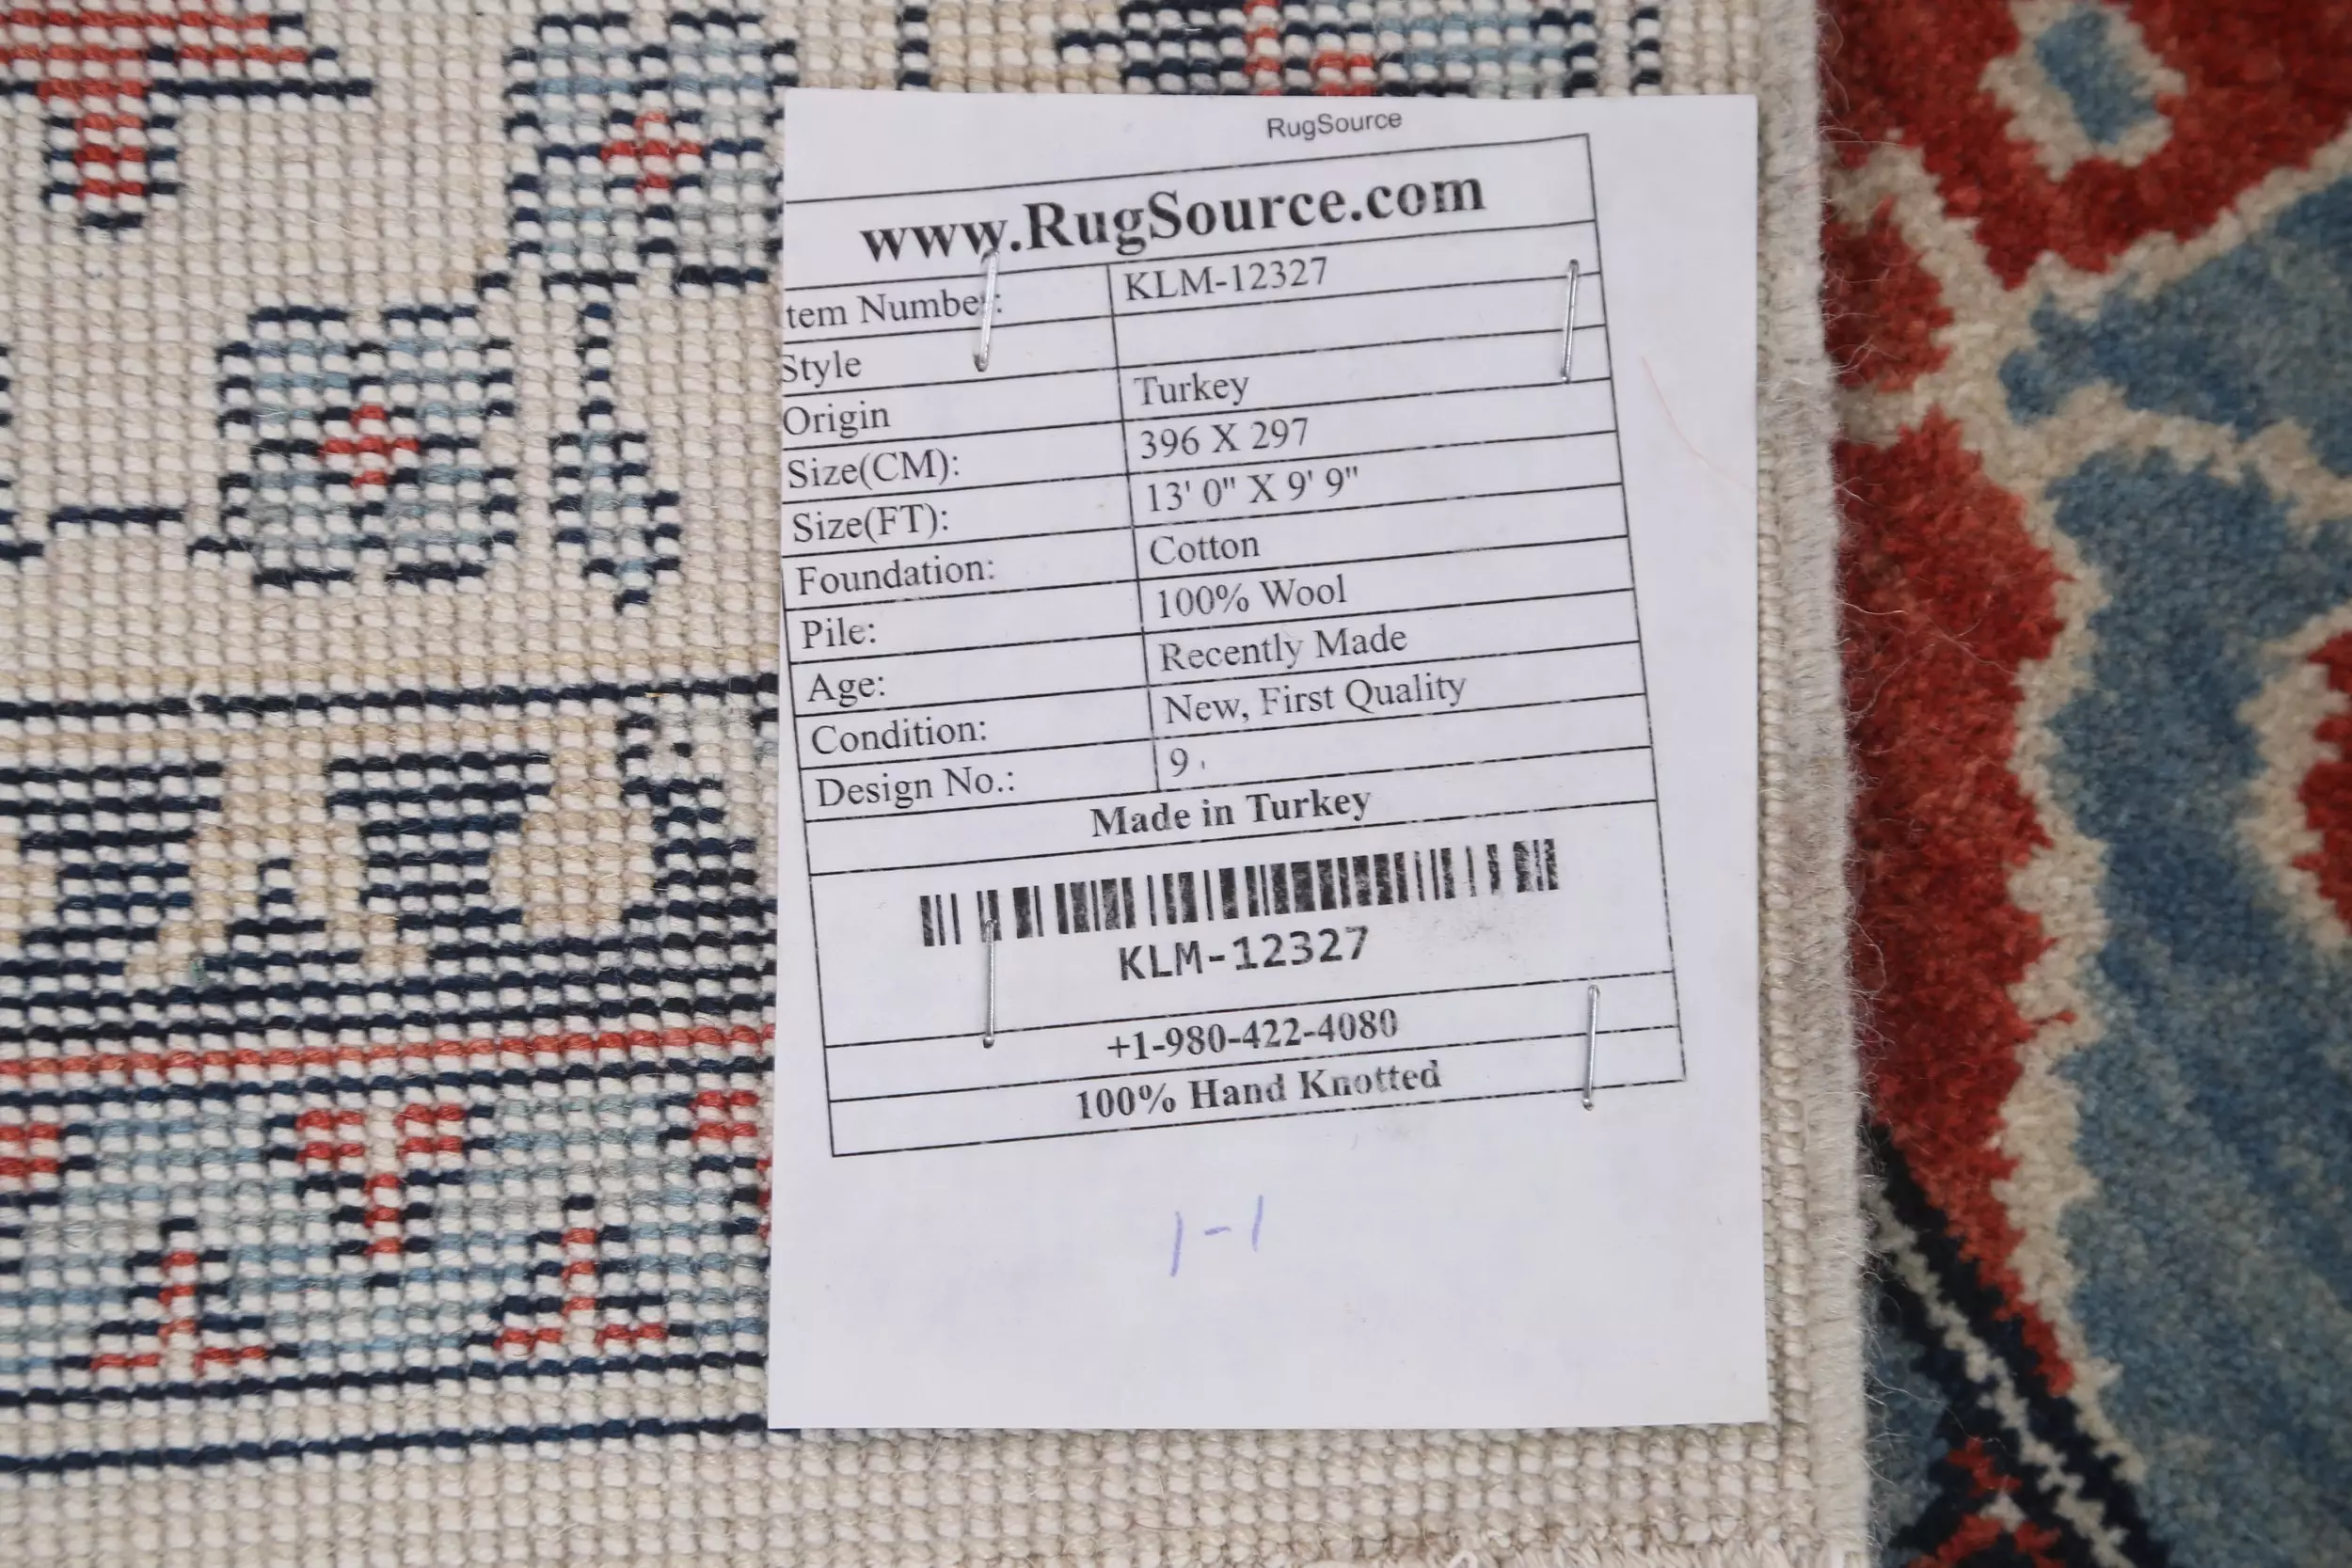 RugSource
www.RugSource.com
tem Number: KLM-12327
Style
Origin Turkey
Size(CM): 396 X 297
Size(FT): 13' 0" X 9' 9"
Foundation: Cotton
Pile: 100% Wool
Age: Recently Made
Condition: New, First Quality
Design No.: 9
Made in Turkey
KLM-12327
+1-980-422-4080
100% Hand Knotted
1-1